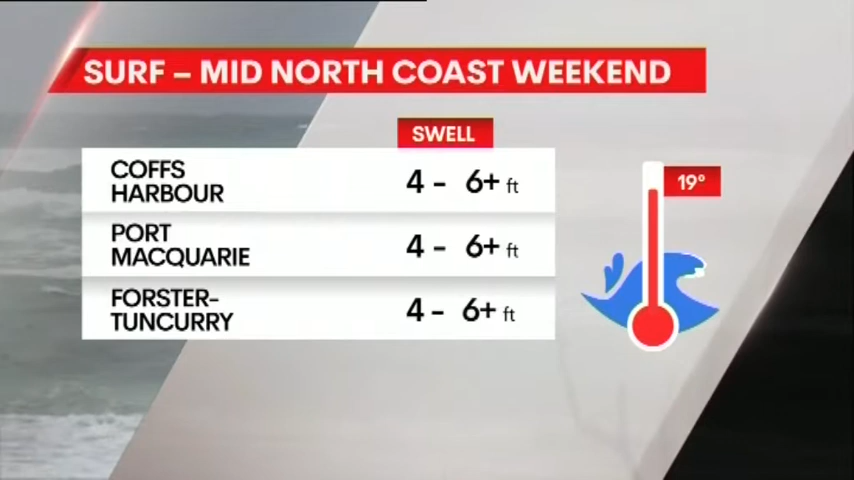 SURF – MID NORTH COAST WEEKEND
SWELL
COFFS
HARBOUR
4 - 6+ ft
PORT
MACQUARIE
4 - 6+ ft
FORSTER-
TUNCURRY
4 - 6+ ft
19°